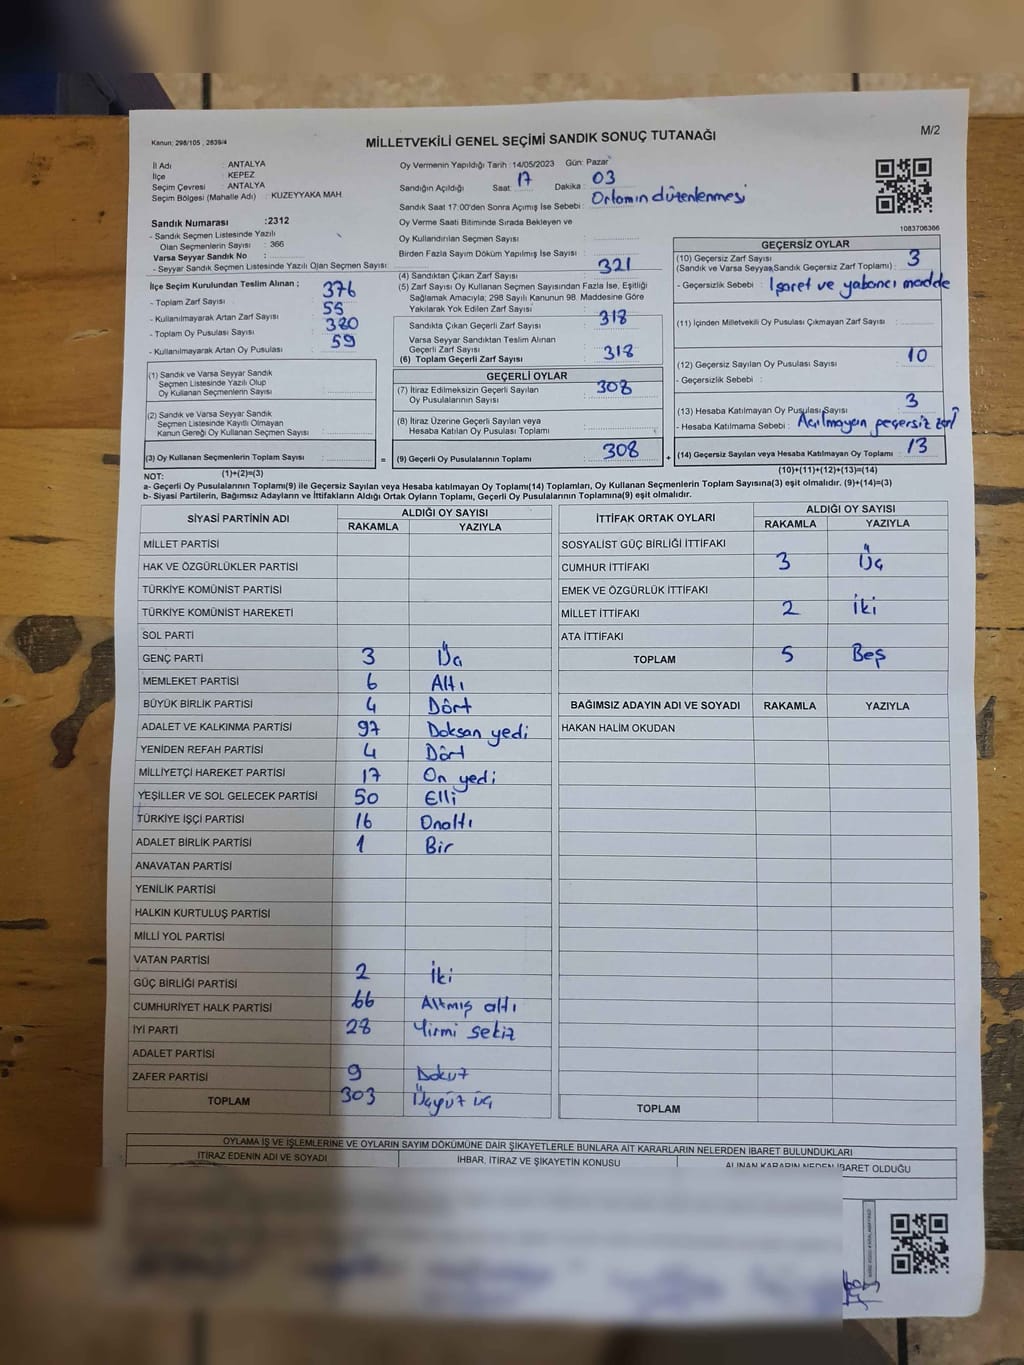 Kanun: 298/105 , 2839/4
MİLLETVEKİLİ GENEL SEÇİMİ SANDIK SONUÇ TUTANAĞI
M/2
İl Adı : ANTALYA
İlçe : KEPEZ
Seçim Çevresi : ANTALYA
Seçim Bölgesi (Mahalle Adı) : KUZEYYAKA MAH.
Sandık Numarası :2312
- Sandık Seçmen Listesinde Yazılı
Olan Seçmenlerin Sayısı : 366
Varsa Seyyar Sandık No :
- Seyyar Sandık Seçmen Listesinde Yazılı Olan Seçmen Sayısı:
İlçe Seçim Kurulundan Teslim Alınan ;
- Toplam Zarf Sayısı : 376
- Kullanılmayarak Artan Zarf Sayısı : 55
- Toplam Oy Pusulası Sayısı : 380
- Kullanılmayarak Artan Oy Pusulası : 59
(1) Sandık ve Varsa Seyyar Sandık
Seçmen Listesinde Yazılı Olup
Oy Kullanan Seçmenlerin Sayısı
(2) Sandık ve Varsa Seyyar Sandık
Seçmen Listesinde Kayıtlı Olmayan
Kanun Gereği Oy Kullanan Seçmen Sayısı
(3) Oy Kullanan Seçmenlerin Toplam Sayısı :
Oy Vermenin Yapıldığı Tarih :14/05/2023 Gün: Pazar
Sandığın Açıldığı Saat : 17 Dakika : 03
Sandık Saat 17:00'den Sonra Açımış İse Sebebi : Ortamın düzenlenmesi
Oy Verme Saati Bitiminde Sırada Bekleyen ve
Oy Kullandırılan Seçmen Sayısı
Birden Fazla Sayım Döküm Yapılmış İse Sayısı :
(4) Sandıktan Çıkan Zarf Sayısı : 321
(5) Zarf Sayısı Oy Kullanan Seçmen Sayısından Fazla İse, Eşitliği
Sağlamak Amacıyla; 298 Sayılı Kanunun 98. Maddesine Göre
Yakılarak Yok Edilen Zarf Sayısı :
Sandıkta Çıkan Geçerli Zarf Sayısı : 318
Varsa Seyyar Sandıktan Teslim Alınan
Geçerli Zarf Sayısı :
(6) Toplam Geçerli Zarf Sayısı : 318
GEÇERLİ OYLAR
(7) İtiraz Edilmeksizin Geçerli Sayılan
Oy Pusulalarının Sayısı : 308
(8) İtiraz Üzerine Geçerli Sayılan veya
Hesaba Katılan Oy Pusulası Toplamı
= (9) Geçerli Oy Pusulalarının Toplamı : 308 +
1083706366
GEÇERSİZ OYLAR
(10) Geçersiz Zarf Sayısı
(Sandık ve Varsa Seyyar Sandık Geçersiz Zarf Toplamı) : 3
- Geçersizlik Sebebi : İşaret ve yabancı madde
(11) İçinden Milletvekili Oy Pusulası Çıkmayan Zarf Sayısı :
(12) Geçersiz Sayılan Oy Pusulası Sayısı : 10
- Geçersizlik Sebebi :
(13) Hesaba Katılmayan Oy Pusulası Sayısı : 3
- Hesaba Katılmama Sebebi : Açılmayan geçersiz zarf
(14) Geçersiz Sayılan veya Hesaba Katılmayan Oy Toplamı : 13
NOT: (1)+(2)=(3) (10)+(11)+(12)+(13)=(14)
a- Geçerli Oy Pusulalarının Toplamı(9) ile Geçersiz Sayılan veya Hesaba katılmayan Oy Toplamı(14) Toplamları, Oy Kullanan Seçmenlerin Toplam Sayısına(3) eşit olmalıdır. (9)+(14)=(3)
b- Siyasi Partilerin, Bağımsız Adayların ve İttifakların Aldığı Ortak Oyların Toplamı, Geçerli Oy Pusulalarının Toplamına(9) eşit olmalıdır.
SİYASİ PARTİNİN ADI ALDIĞI OY SAYISI
RAKAMLA YAZIYLA
MİLLET PARTİSİ
HAK VE ÖZGÜRLÜKLER PARTİSİ
TÜRKİYE KOMÜNİST PARTİSİ
TÜRKİYE KOMÜNİST HAREKETİ
SOL PARTİ
GENÇ PARTİ 3 Üç
MEMLEKET PARTİSİ 6 Altı
BÜYÜK BİRLİK PARTİSİ 4 Dört
ADALET VE KALKINMA PARTİSİ 97 Doksan yedi
YENİDEN REFAH PARTİSİ 4 Dört
MİLLİYETÇİ HAREKET PARTİSİ 17 On yedi
YEŞİLLER VE SOL GELECEK PARTİSİ 50 Elli
TÜRKİYE İŞÇİ PARTİSİ 16 Onaltı
ADALET BİRLİK PARTİSİ 1 Bir
ANAVATAN PARTİSİ
YENİLİK PARTİSİ
HALKIN KURTULUŞ PARTİSİ
MİLLİ YOL PARTİSİ
VATAN PARTİSİ
GÜÇ BİRLİĞİ PARTİSİ 2 İki
CUMHURİYET HALK PARTİSİ 66 Altmış altı
İYİ PARTİ 28 Yirmi sekiz
ADALET PARTİSİ
ZAFER PARTİSİ 9 Dokuz
TOPLAM 303 Üçyüz üç
İTTİFAK ORTAK OYLARI ALDIĞI OY SAYISI
RAKAMLA YAZIYLA
SOSYALİST GÜÇ BİRLİĞİ İTTİFAKI
CUMHUR İTTİFAKI 3 Üç
EMEK VE ÖZGÜRLÜK İTTİFAKI
MİLLET İTTİFAKI 2 İki
ATA İTTİFAKI
TOPLAM 5 Beş
BAĞIMSIZ ADAYIN ADI VE SOYADI RAKAMLA YAZIYLA
HAKAN HALİM OKUDAN
TOPLAM
OYLAMA İŞ VE İŞLEMLERİNE VE OYLARIN SAYIM DÖKÜMÜNE DAİR ŞİKAYETLERLE BUNLARA AİT KARARLARIN NELERDEN İBARET BULUNDUKLARI
İTİRAZ EDENİN ADI VE SOYADI İHBAR, İTİRAZ VE ŞİKAYETİN KONUSU ALINAN KARARIN NEDEN İBARET OLDUĞU